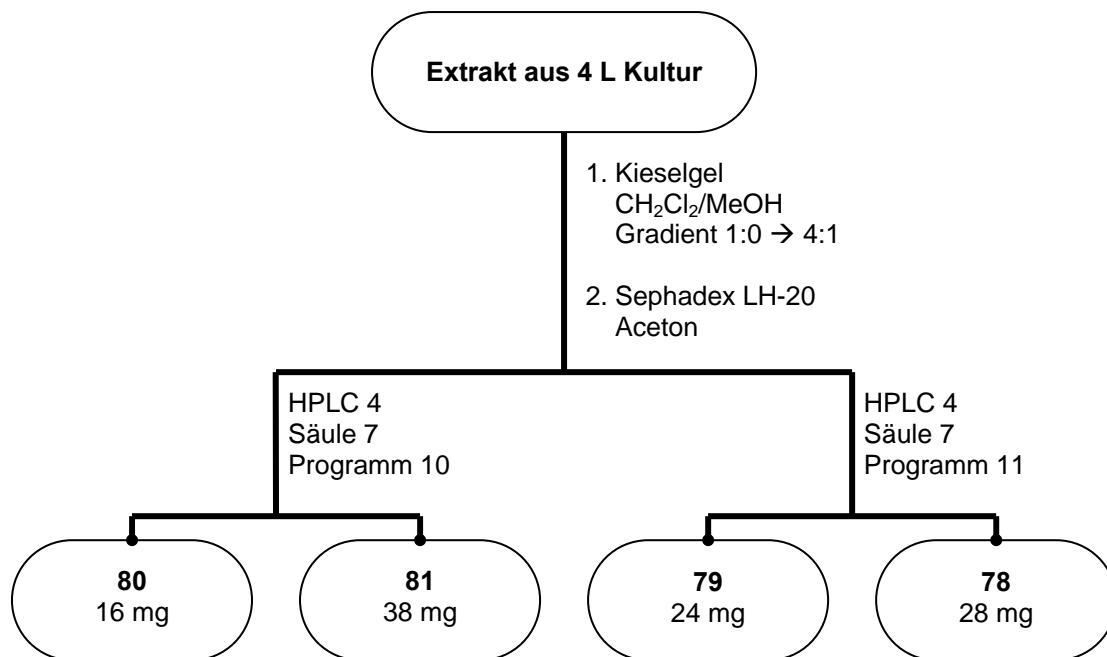 Extrakt aus 4 L Kultur
1. Kieselgel
CH₂Cl₂/MeOH
Gradient 1:0 → 4:1
2. Sephadex LH-20
Aceton
HPLC 4
Säule 7
Programm 10
HPLC 4
Säule 7
Programm 11
80
16 mg
81
38 mg
79
24 mg
78
28 mg